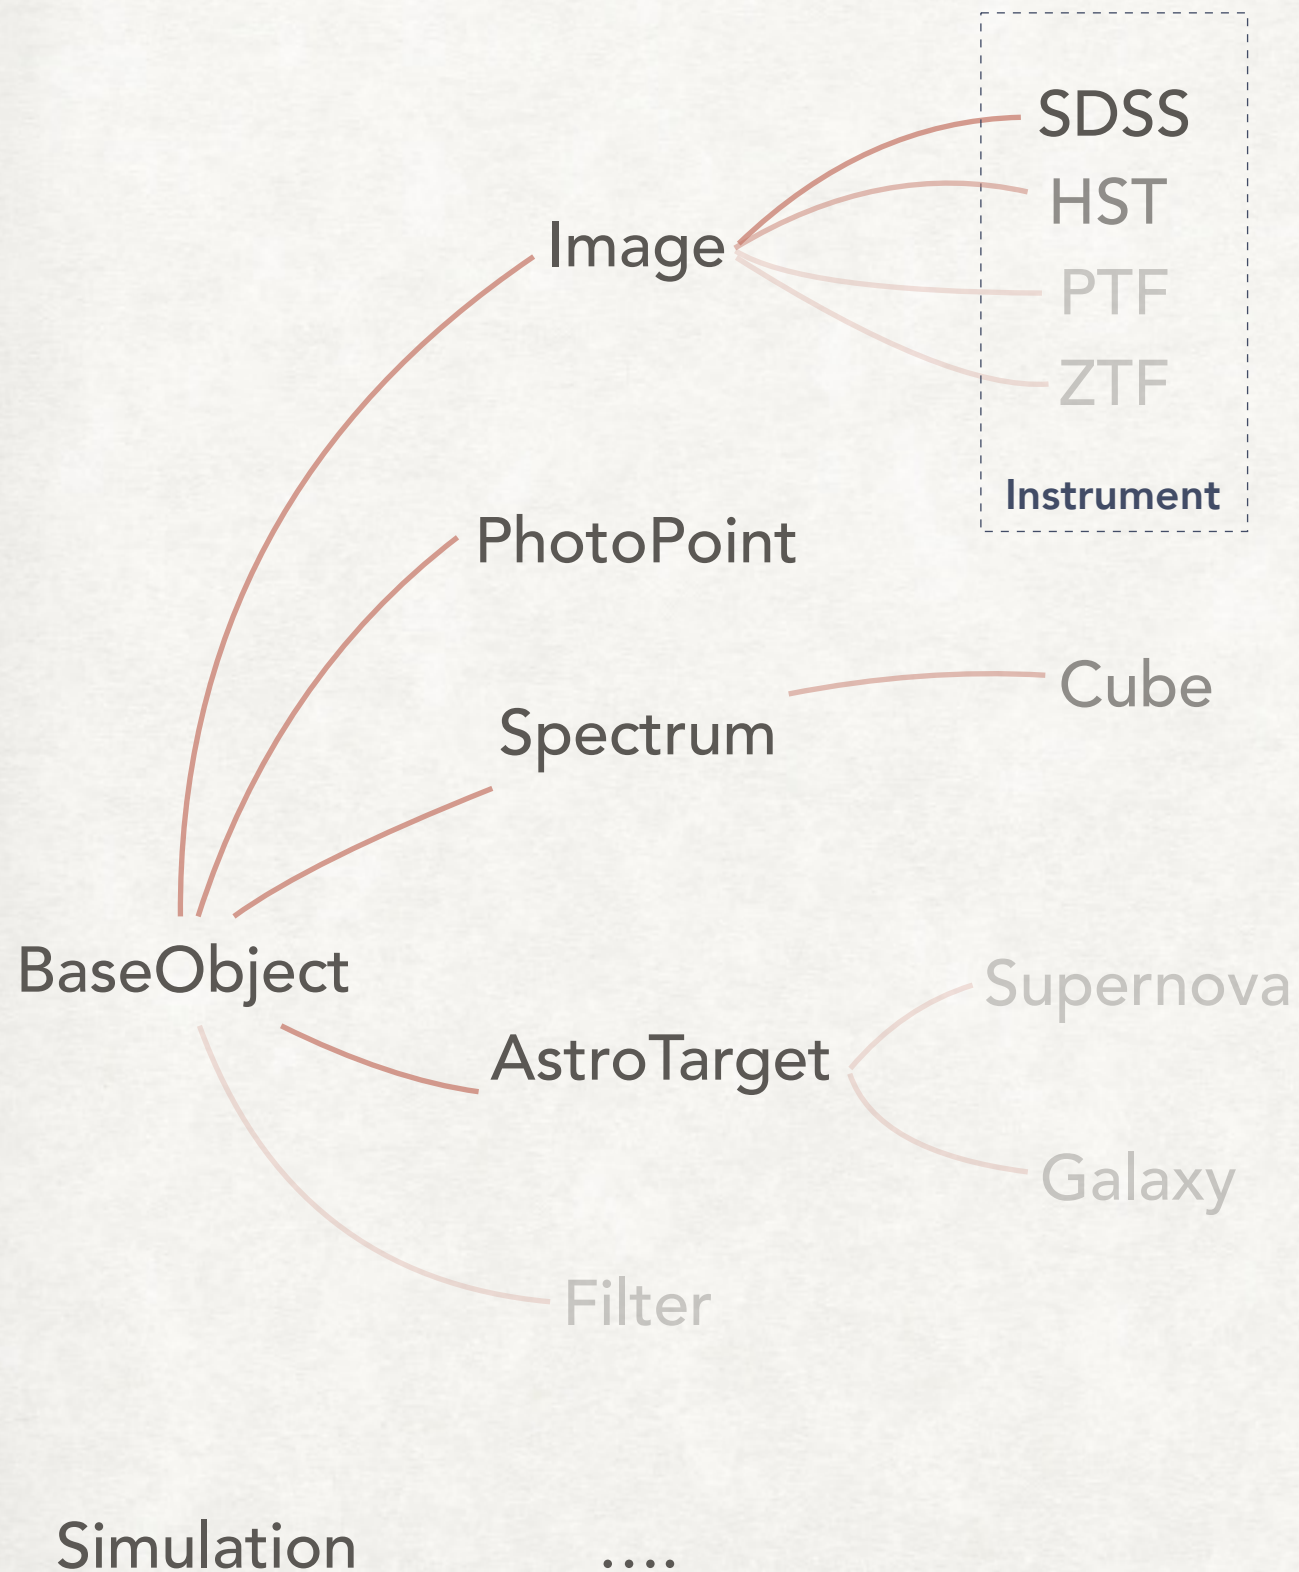 SDSS
HST
Image
PTF
ZTF
Instrument
PhotoPoint
Cube
Spectrum
BaseObject
Supernova
AstroTarget
Galaxy
Filter
Simulation ....